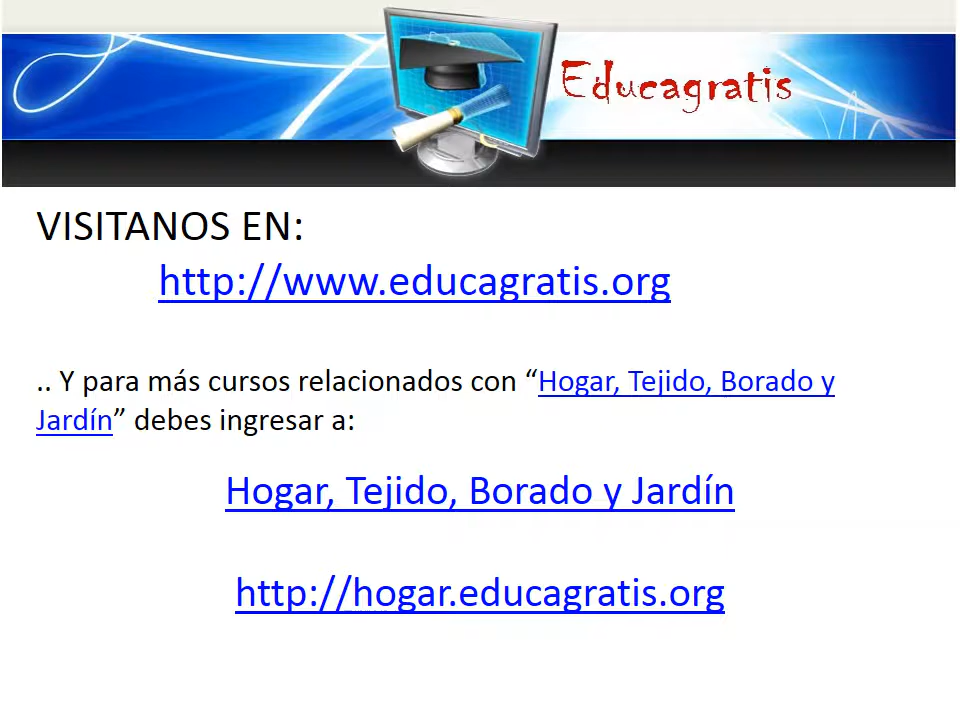 Educagratis
VISITANOS EN:
http://www.educagratis.org
.. Y para más cursos relacionados con “Hogar, Tejido, Borado y
Jardín” debes ingresar a:
Hogar, Tejido, Borado y Jardín
http://hogar.educagratis.org